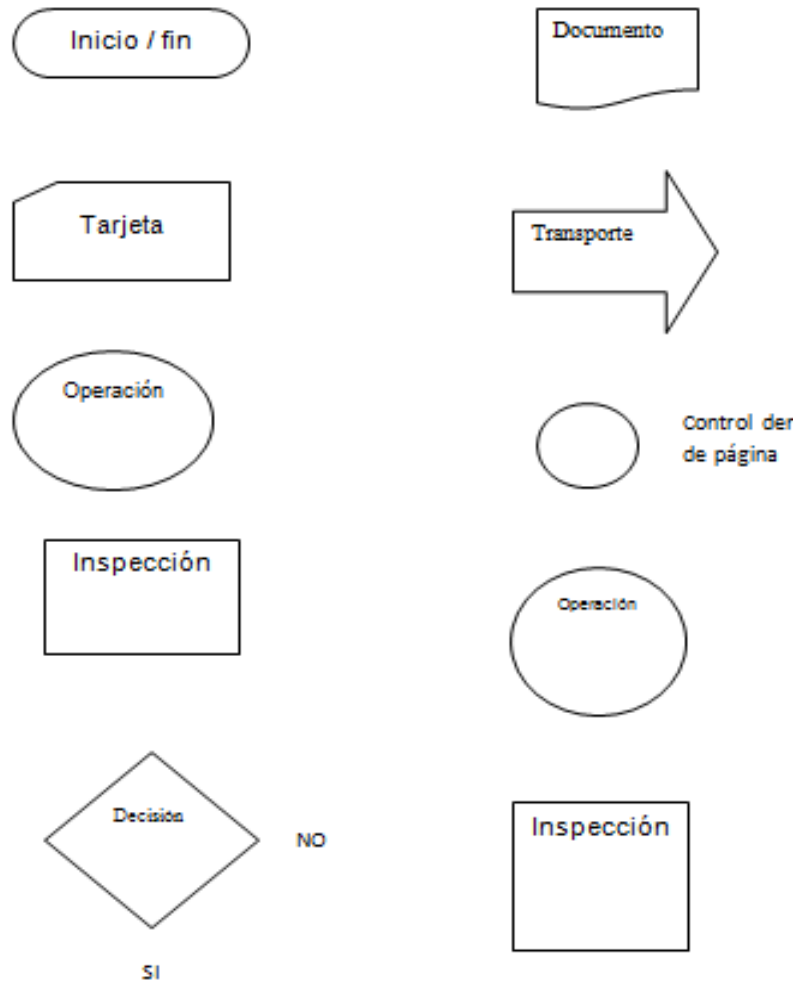 Inicio / fin
Documento
Tarjeta
Transporte
Operación
Control der
de página
Inspección
Operación
Decisión
NO
Inspección
SI